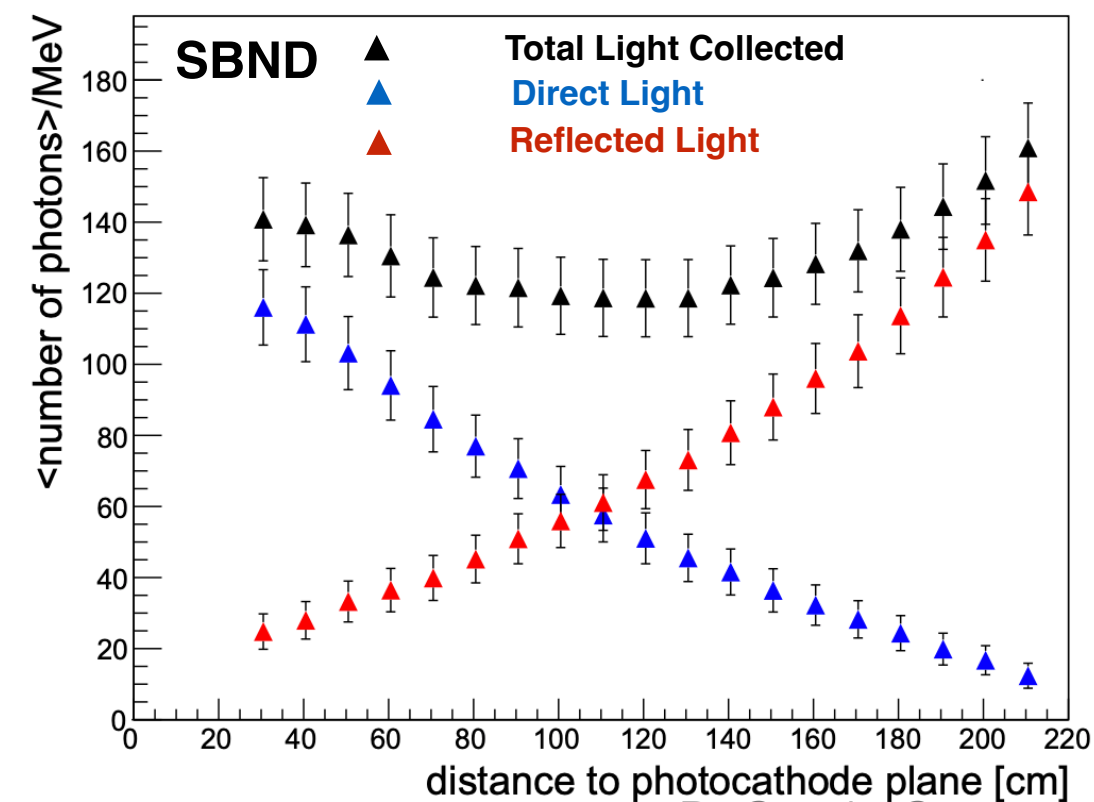 SBND
Total Light Collected
Direct Light
Reflected Light
<number of photons>/MeV
180
160
140
120
100
80
60
40
20
0
0 20 40 60 80 100 120 140 160 180 200 220
distance to photocathode plane [cm]